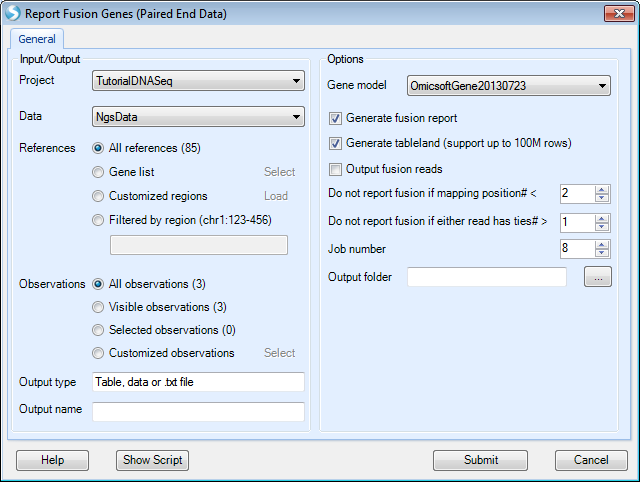 Report Fusion Genes (Paired End Data)
General
Input/Output
Project
TutorialDNASeq
Data
NgsData
References
All references (85)
Gene list
Select
Customized regions
Load
Filtered by region (chr1:123-456)
Observations
All observations (3)
Visible observations (3)
Selected observations (0)
Customized observations
Select
Output type
Table, data or .txt file
Output name
Options
Gene model
OmicsoftGene20130723
Generate fusion report
Generate tableland (support up to 100M rows)
Output fusion reads
Do not report fusion if mapping position# <
2
Do not report fusion if either read has ties# >
1
Job number
8
Output folder
...
Help
Show Script
Submit
Cancel